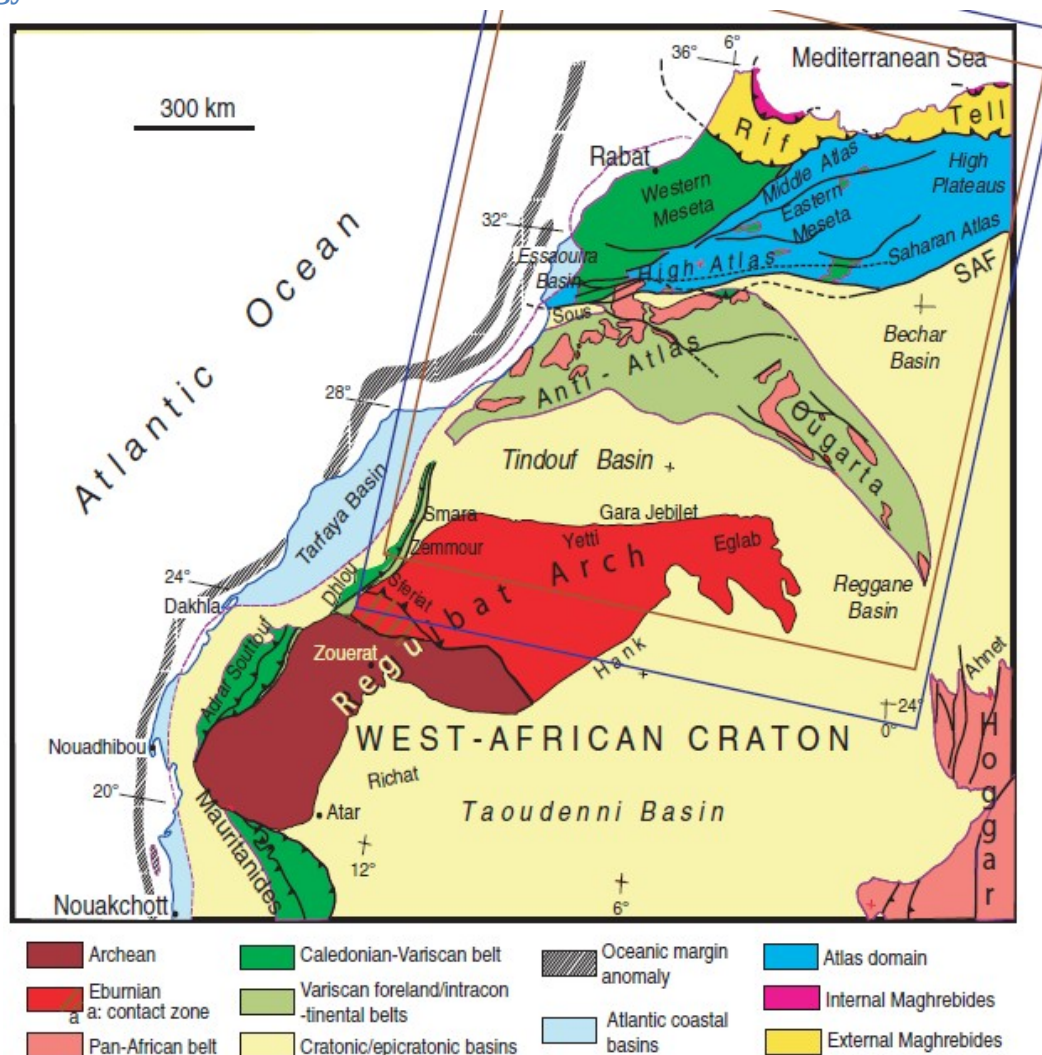 36°
6°
Mediterranean Sea
300 km
Rif
Tell
Rabat
Middle Atlas
High
Plateaus
Western
Meseta
Eastern
Meseta
32°
Saharan Atlas
Essaouira
Basin
High-Atlas
SAF
Sous
Bechar
Basin
Atlantic Ocean
Anti-Atlas
28°
Ougarta
Tindouf Basin
Tarfaya Basin
Smara
Gara Jebilet
Zemmour
Yetti
Eglab
24°
Dhlou
Sfariat
Reguibat Arch
Reggane
Basin
Dakhla
Adrar Souttouf
Zouerat
Hank
Ahnet
24°
0°
Nouadhibou
WEST-AFRICAN CRATON
Hoggar
Richat
20°
Atar
Taoudenni Basin
Mauritanides
12°
6°
Nouakchott
Archean
Caledonian-Variscan belt
Oceanic margin
anomaly
Atlas domain
Eburnian
a
a: contact zone
Variscan foreland/intracon
-tinental belts
Internal Maghrebides
Atlantic coastal
basins
Pan-African belt
Cratonic/epicratonic basins
External Maghrebides